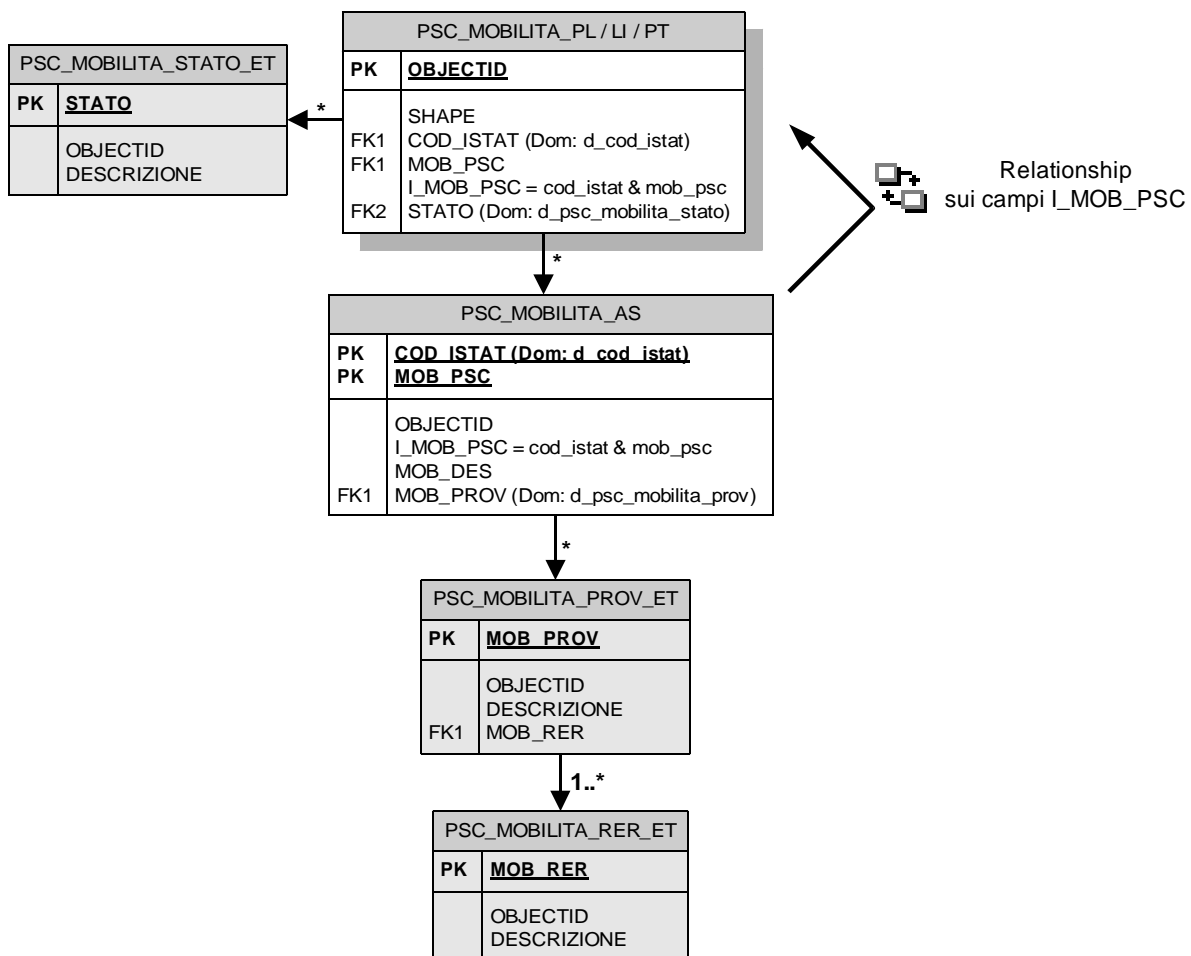 PSC_MOBILITA_PL / LI / PT
PK OBJECTID
SHAPE
FK1 COD_ISTAT (Dom: d_cod_istat)
FK1 MOB_PSC
I_MOB_PSC = cod_istat & mob_psc
FK2 STATO (Dom: d_psc_mobilita_stato)
PSC_MOBILITA_STATO_ET
PK STATO
OBJECTID
DESCRIZIONE
*
*
Relationship
sui campi I_MOB_PSC
PSC_MOBILITA_AS
PK COD_ISTAT (Dom: d_cod_istat)
PK MOB_PSC
OBJECTID
I_MOB_PSC = cod_istat & mob_psc
MOB_DES
FK1 MOB_PROV (Dom: d_psc_mobilita_prov)
*
PSC_MOBILITA_PROV_ET
PK MOB_PROV
OBJECTID
DESCRIZIONE
FK1 MOB_RER
1..*
PSC_MOBILITA_RER_ET
PK MOB_RER
OBJECTID
DESCRIZIONE